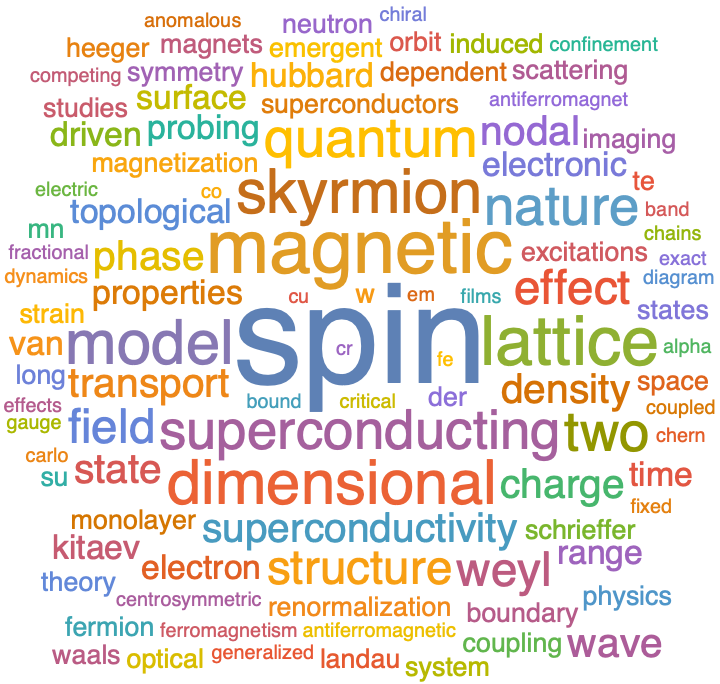 anomalous neutron chiral
heeger magnets emergent orbit induced confinement
competing symmetry hubbard dependent scattering
studies surface superconductors antiferromagnet
driven probing quantum nodal imaging
magnetization electronic
electric co skyrmion nature te
mn topological band
fractional phase magnetic excitations chains exact
dynamics properties cu w em films effect diagram
strain states
van model spin cr fe lattice alpha
long transport bound critical der density space
effects gauge field superconducting two coupled
carlo chern
su state dimensional charge time
monolayer superconductivity schrieffer fixed
kitaev electron structure weyl range
theory centrosymmetric renormalization boundary physics
fermion ferromagnetism antiferromagnetic coupling wave
waals optical generalized landau system